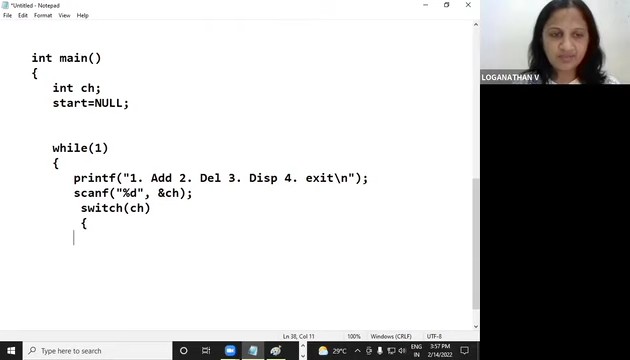 *Untitled - Notepad
File Edit Format View Help
int main()
{
int ch;
start=NULL;
while(1)
{
printf("1. Add 2. Del 3. Disp 4. exit\n");
scanf("%d", &ch);
switch(ch)
{
LOGANATHAN V
Ln 38, Col 11
100%
Windows (CRLF)
UTF-8
Type here to search
29°C
ENG
IN
3:57 PM
2/14/2022